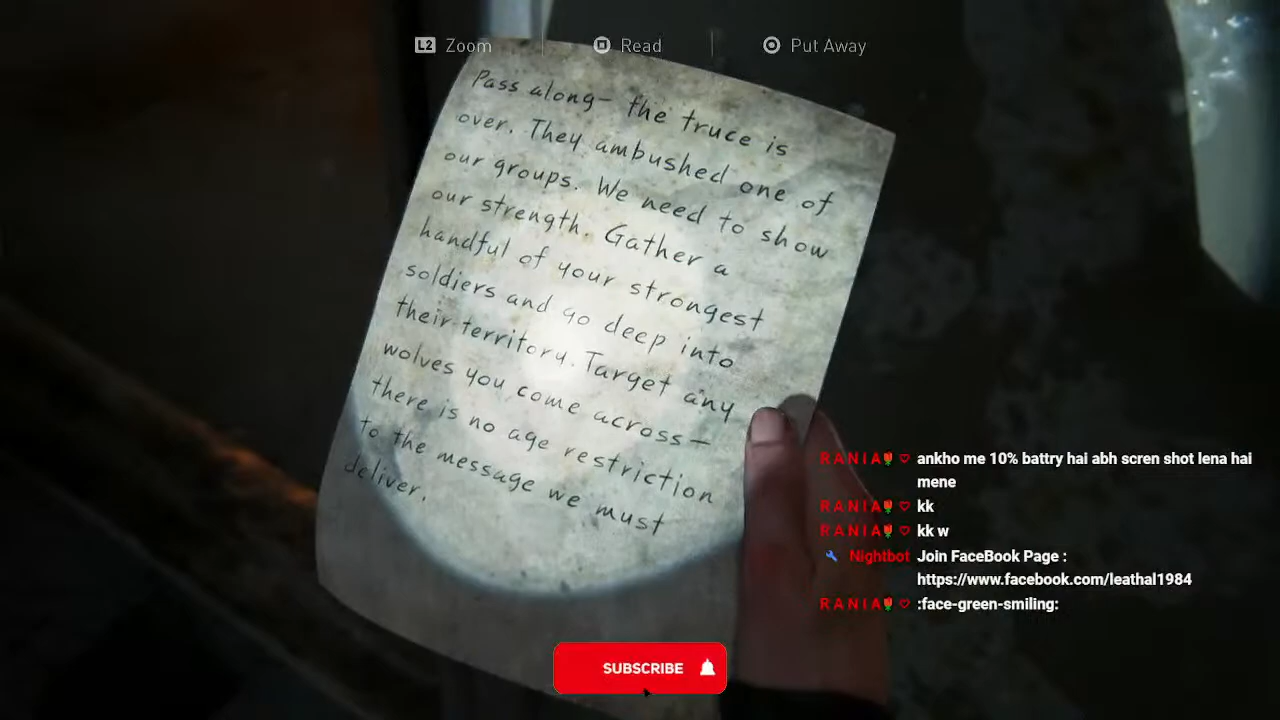 L2 Zoom
Read
Put Away
Pass along- the truce is
over. They ambushed one of
our groups. We need to show
our strength. Gather a
handful of your strongest
soldiers and go deep into
their territory. Target any
wolves you come across-
there is no age restriction
to the message we must
deliver.
RANIA🌹♡ ankho me 10% battry hai abh scren shot lena hai
mene
RANIA🌹♡ kk
RANIA🌹♡ kk w
Nightbot Join FaceBook Page :
https://www.facebook.com/leathal1984
RANIA🌹♡ :face-green-smiling:
SUBSCRIBE